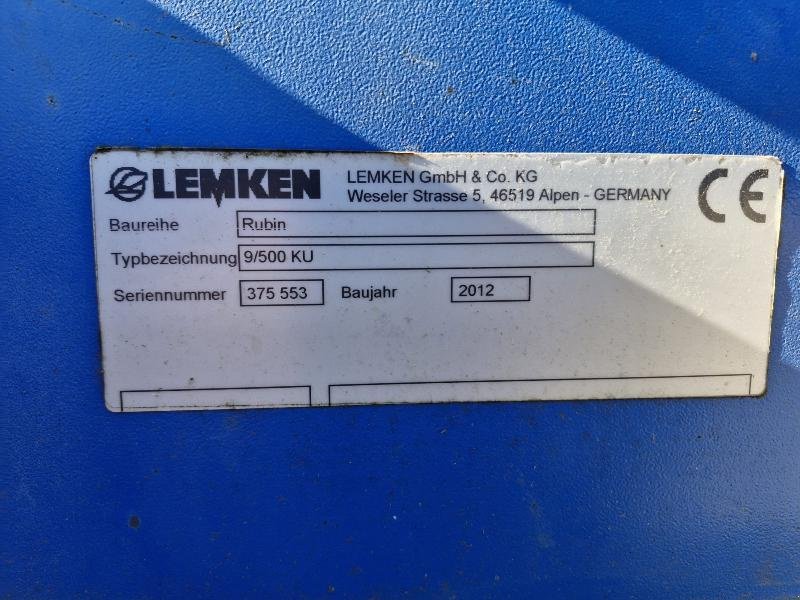 LEMKEN LEMKEN GmbH & Co. KG
Weseler Strasse 5, 46519 Alpen - GERMANY
CE
Baureihe Rubin
Typbezeichnung 9/500 KU
Seriennummer 375 553 Baujahr 2012